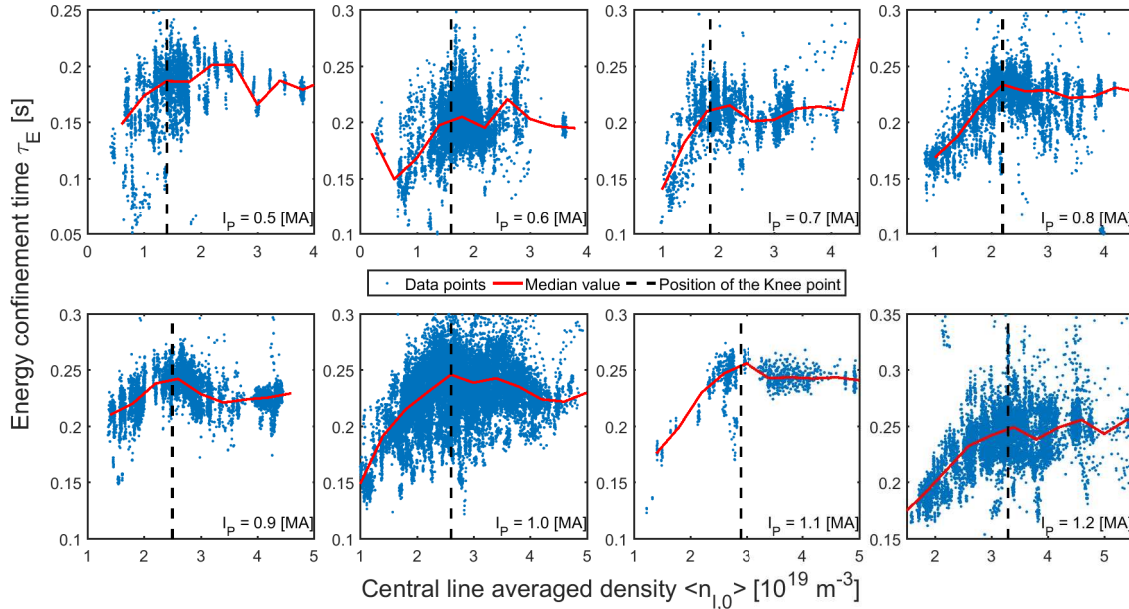 Energy confinement time τE [s]
0.25
0.2
0.15
0.1
0.05
0 1 2 3 4
IP = 0.5 [MA]
0.3
0.25
0.2
0.15
0.1
0 1 2 3 4
IP = 0.6 [MA]
0.3
0.25
0.2
0.15
0.1
1 2 3 4
IP = 0.7 [MA]
0.3
0.25
0.2
0.15
0.1
1 2 3 4 5
IP = 0.8 [MA]
Data points Median value Position of the Knee point
0.3
0.25
0.2
0.15
0.1
1 2 3 4 5
IP = 0.9 [MA]
0.3
0.25
0.2
0.15
0.1
1 2 3 4 5
IP = 1.0 [MA]
0.3
0.25
0.2
0.15
0.1
1 2 3 4 5
IP = 1.1 [MA]
0.35
0.3
0.25
0.2
0.15
2 3 4 5
IP = 1.2 [MA]
Central line averaged density <nl,0> [10^19 m^-3]